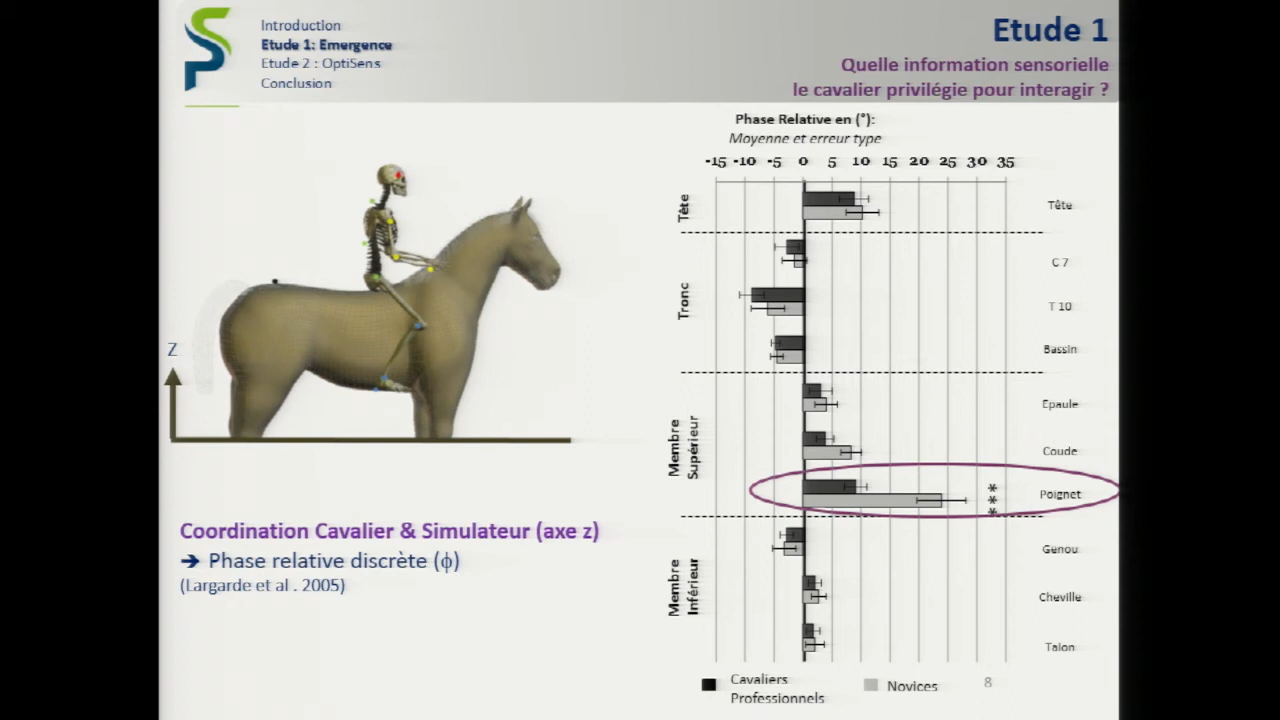 Introduction
Etude 1: Emergence
Etude 2 : OptiSens
Conclusion
Etude 1
Quelle information sensorielle
le cavalier privilégie pour interagir ?
Phase Relative en (°):
Moyenne et erreur type
-15 -10 -5 0 5 10 15 20 25 30 35
Tête
Tête
Tronc
C 7
T 10
Bassin
Membre
Supérieur
Epaule
Coude
Poignet
*
*
*
Membre
Inférieur
Genou
Cheville
Talon
Z
Coordination Cavalier & Simulateur (axe z)
➔ Phase relative discrète (ϕ)
(Largarde et al . 2005)
Cavaliers
Professionnels
Novices
8